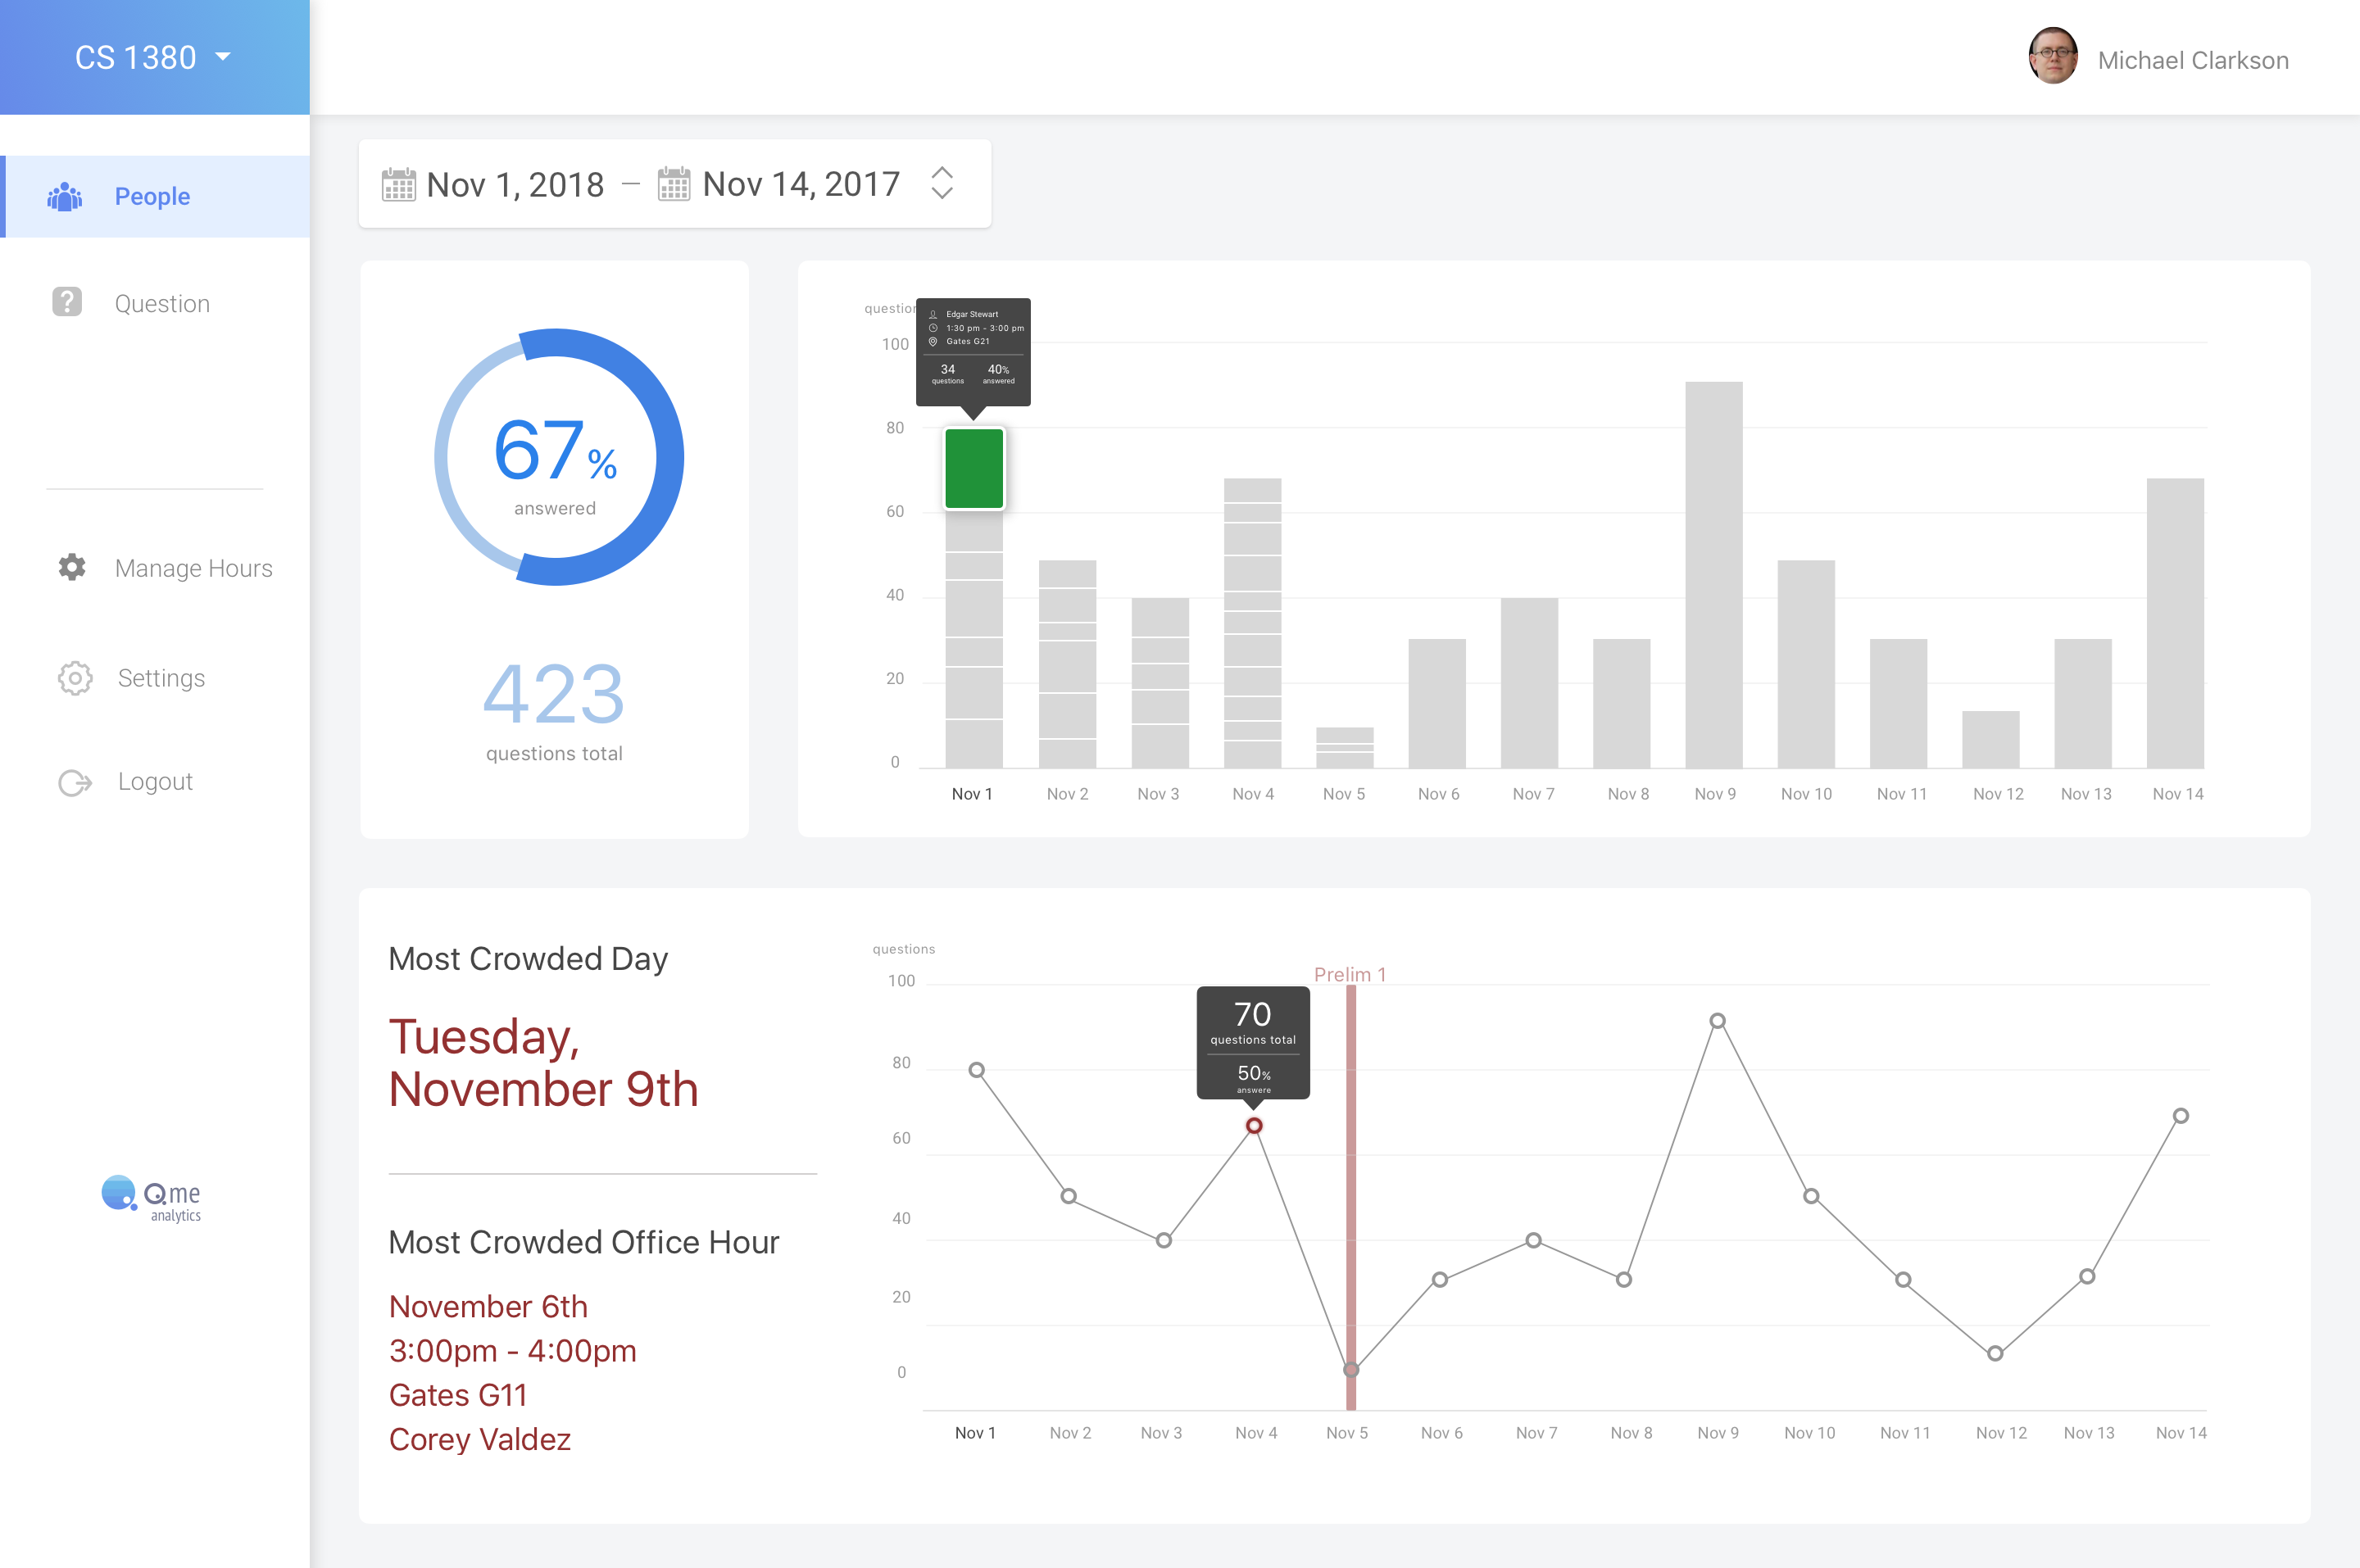 CS 1380
Michael Clarkson
People
Question
Manage Hours
Settings
Logout
Qme
analytics
Nov 1, 2018 — Nov 14, 2017
67%
answered
423
questions total
Edgar Stewart
1:30 pm - 3:00 pm
Gates G21
34 40%
questions answered
100
80
60
40
20
0
Nov 1 Nov 2 Nov 3 Nov 4 Nov 5 Nov 6 Nov 7 Nov 8 Nov 9 Nov 10 Nov 11 Nov 12 Nov 13 Nov 14
Most Crowded Day
Tuesday,
November 9th
Most Crowded Office Hour
November 6th
3:00pm - 4:00pm
Gates G11
Corey Valdez
questions
Prelim 1
70
questions total
50%
answere
100
80
60
40
20
0
Nov 1 Nov 2 Nov 3 Nov 4 Nov 5 Nov 6 Nov 7 Nov 8 Nov 9 Nov 10 Nov 11 Nov 12 Nov 13 Nov 14